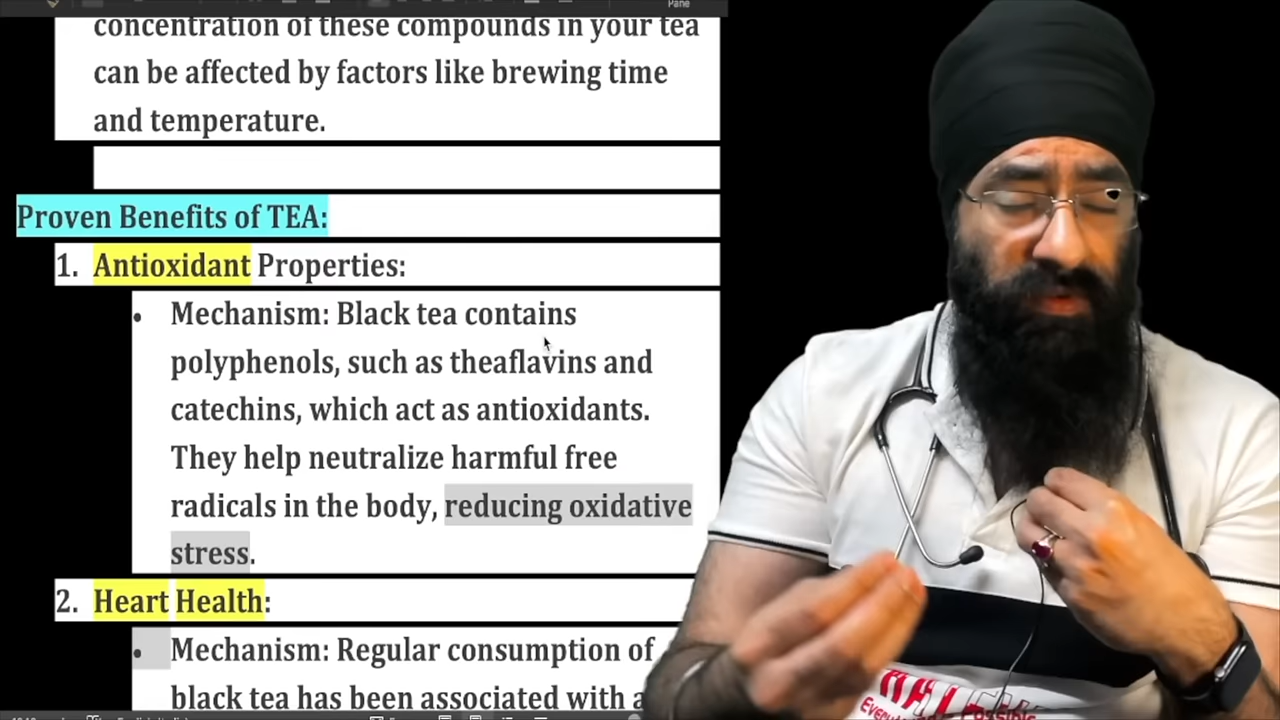 Pane
concentration of these compounds in your tea
can be affected by factors like brewing time
and temperature.
Proven Benefits of TEA:
1. Antioxidant Properties:
• Mechanism: Black tea contains
polyphenols, such as theaflavins and
catechins, which act as antioxidants.
They help neutralize harmful free
radicals in the body, reducing oxidative
stress.
2. Heart Health:
• Mechanism: Regular consumption of
black tea has been associated with a